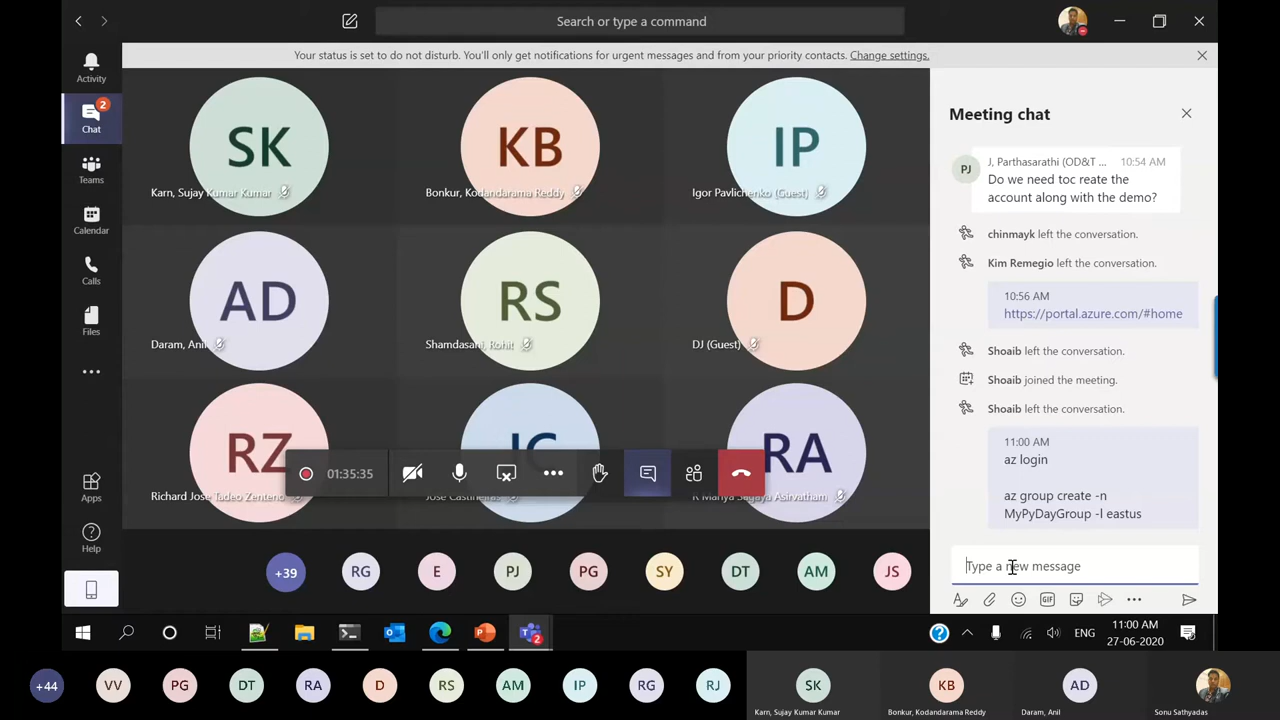 Search or type a command
Your status is set to do not disturb. You'll only get notifications for urgent messages and from your priority contacts. Change settings.
Activity
2
Chat
Teams
Calendar
Calls
Files
Apps
Help
SK
Karn, Sujay Kumar Kumar
KB
Bonkur, Kodandarama Reddy
IP
Igor Pavlichenko (Guest)
AD
Daram, Anil
RS
Shamdasani, Rohit
D
DJ (Guest)
RZ
Richard Jose Tadeo Zenteno
JC
Jose Castineiras
RA
R Mariya Sagaya Asirvatham
01:35:35
+39
RG
E
PJ
PG
SY
DT
AM
JS
Meeting chat
PJ
J, Parthasarathi (OD&T ...
10:54 AM
Do we need toc reate the
account along with the demo?
chinmayk left the conversation.
Kim Remegio left the conversation.
10:56 AM
https://portal.azure.com/#home
Shoaib left the conversation.
Shoaib joined the meeting.
Shoaib left the conversation.
11:00 AM
az login
az group create -n
MyPyDayGroup -l eastus
Type a new message
GIF
2
ENG
11:00 AM
27-06-2020
+44
VV
PG
DT
RA
D
RS
AM
IP
RG
RJ
SK
Karn, Sujay Kumar Kumar
KB
Bonkur, Kodandarama Reddy
AD
Daram, Anil
Sonu Sathyadas